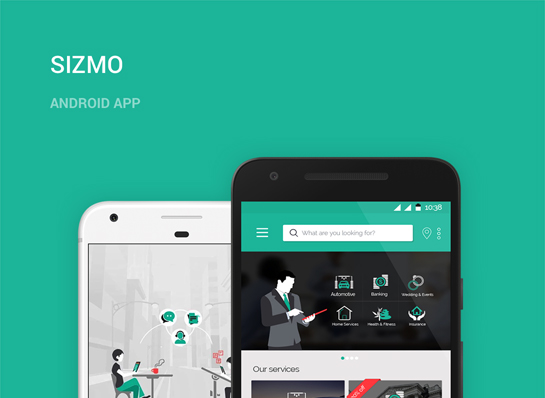 SIZMO
ANDROID APP
10:38
What are you looking for?
Automotive
Banking
Wedding & Events
Home Services
Health & Fitness
Insurance
Our services